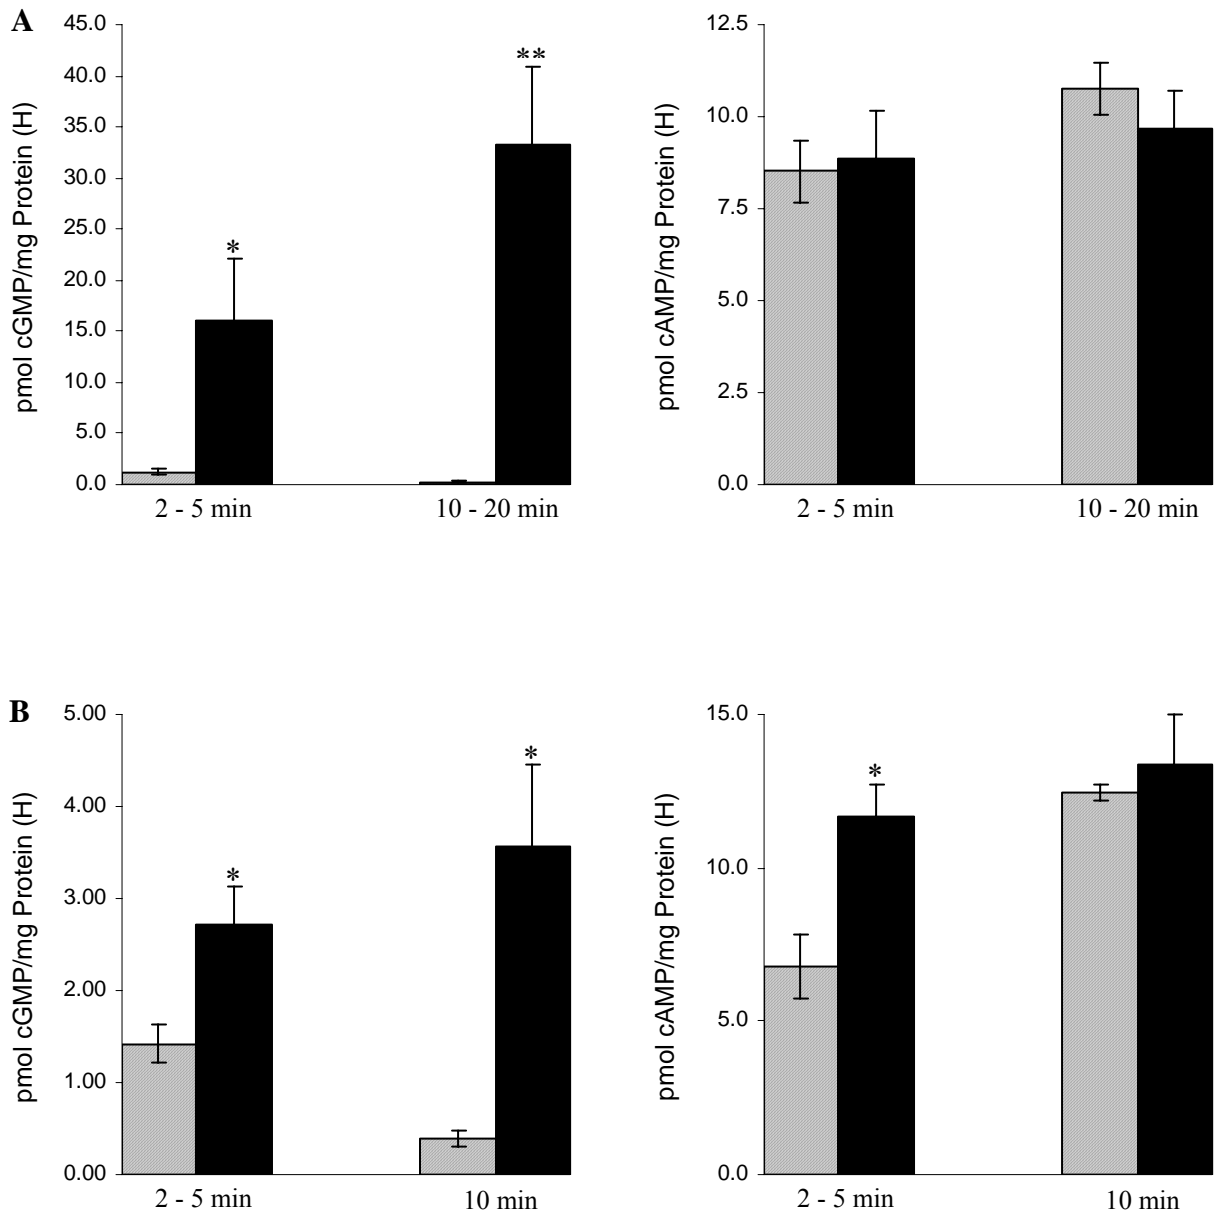 A
pmol cGMP/mg Protein (H)
45.0
40.0
35.0
30.0
25.0
20.0
15.0
10.0
5.0
0.0
*
**
2 - 5 min
10 - 20 min
pmol cAMP/mg Protein (H)
12.5
10.0
7.5
5.0
2.5
0.0
2 - 5 min
10 - 20 min
B
pmol cGMP/mg Protein (H)
5.00
4.00
3.00
2.00
1.00
0.00
*
*
2 - 5 min
10 min
pmol cAMP/mg Protein (H)
15.0
10.0
5.0
0.0
*
2 - 5 min
10 min